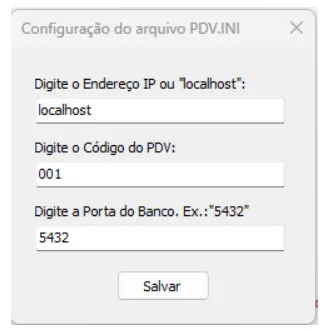 Configuração do arquivo PDV.INI
Digite o Endereço IP ou "localhost":
localhost
Digite o Código do PDV:
001
Digite a Porta do Banco. Ex.:"5432"
5432
Salvar